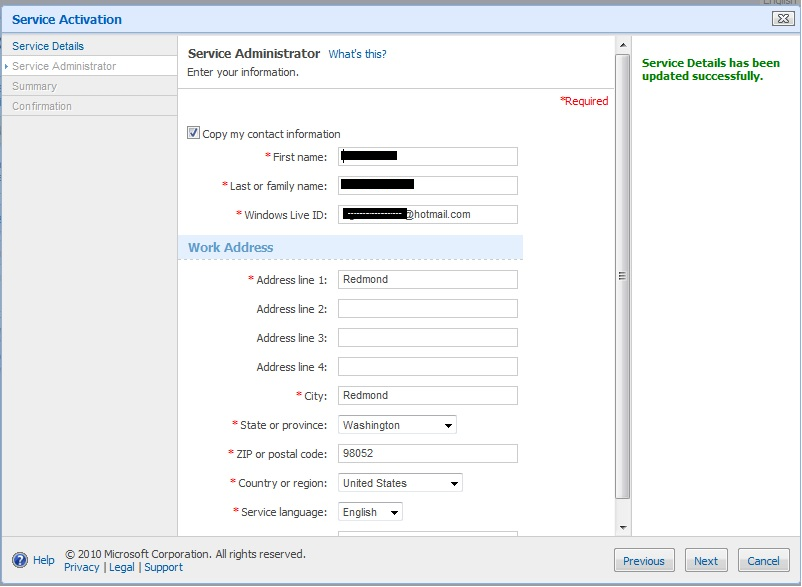 English
Service Activation
Service Details
Service Administrator
Summary
Confirmation
Service Administrator What's this?
Enter your information.
*Required
Copy my contact information
* First name:
* Last or family name:
* Windows Live ID: @hotmail.com
Work Address
* Address line 1: Redmond
Address line 2:
Address line 3:
Address line 4:
* City: Redmond
* State or province: Washington
* ZIP or postal code: 98052
* Country or region: United States
* Service language: English
Service Details has been
updated successfully.
Help
© 2010 Microsoft Corporation. All rights reserved.
Privacy | Legal | Support
Previous
Next
Cancel